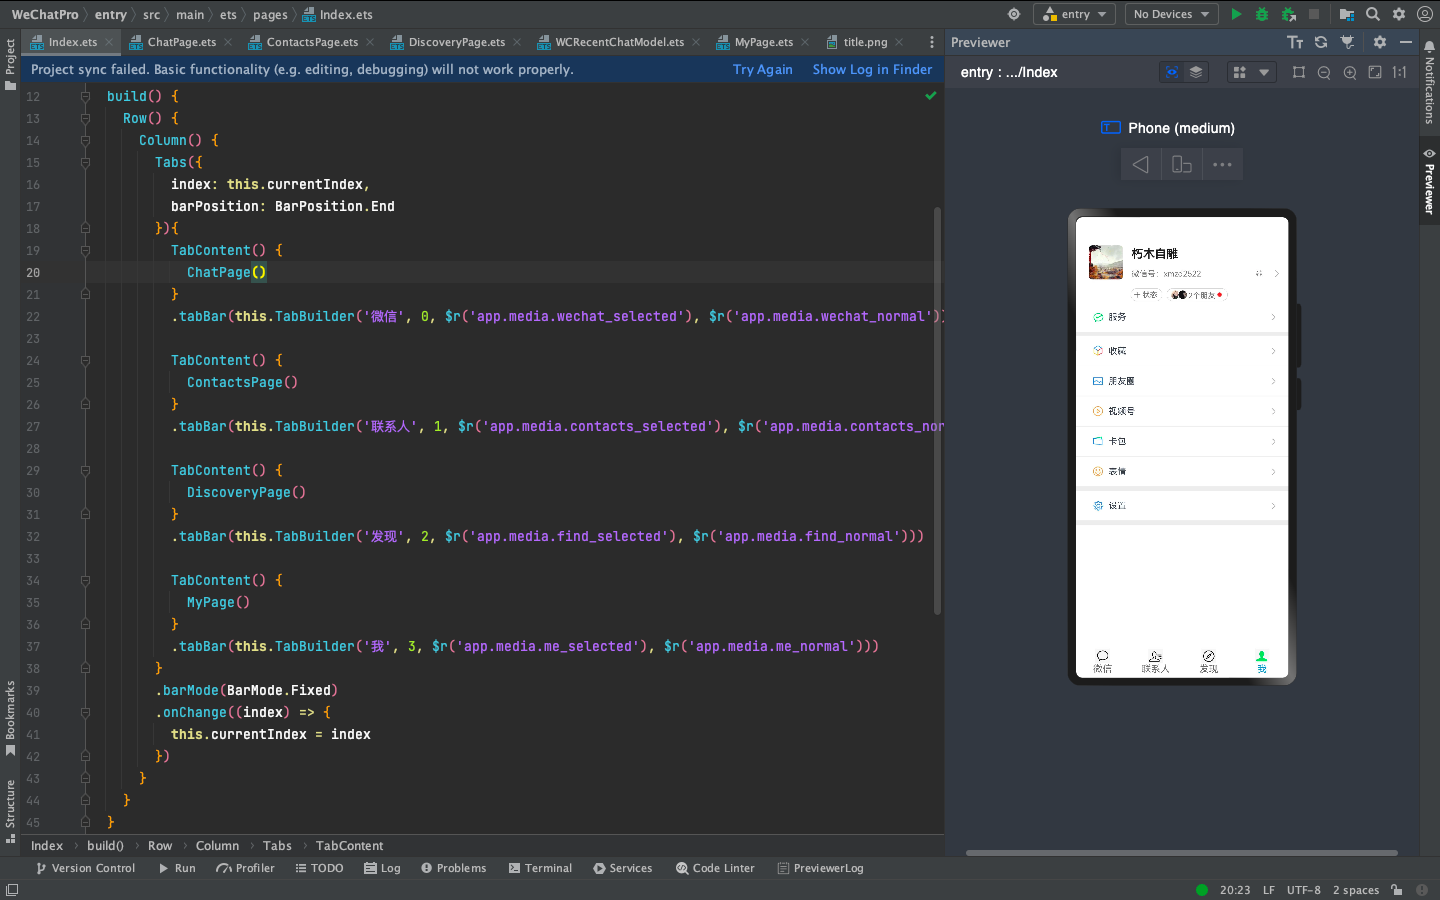 WeChatPro › entry › src › main › ets › pages › Index.ets
entry
No Devices
Project
Index.ets
ChatPage.ets
ContactsPage.ets
DiscoveryPage.ets
WCRecentChatModel.ets
MyPage.ets
title.png
Previewer
Project sync failed. Basic functionality (e.g. editing, debugging) will not work properly.
Try Again
Show Log in Finder
entry : .../Index
1:1
Notifications
Previewer
12 build() {
13 Row() {
14 Column() {
15 Tabs({
16 index: this.currentIndex,
17 barPosition: BarPosition.End
18 }){
19 TabContent() {
20 ChatPage()
21 }
22 .tabBar(this.TabBuilder('微信', 0, $r('app.media.wechat_selected'), $r('app.media.wechat_normal'))
23
24 TabContent() {
25 ContactsPage()
26 }
27 .tabBar(this.TabBuilder('联系人', 1, $r('app.media.contacts_selected'), $r('app.media.contacts_nor
28
29 TabContent() {
30 DiscoveryPage()
31 }
32 .tabBar(this.TabBuilder('发现', 2, $r('app.media.find_selected'), $r('app.media.find_normal')))
33
34 TabContent() {
35 MyPage()
36 }
37 .tabBar(this.TabBuilder('我', 3, $r('app.media.me_selected'), $r('app.media.me_normal')))
38 }
39 .barMode(BarMode.Fixed)
40 .onChange((index) => {
41 this.currentIndex = index
42 })
43 }
44 }
45 }
Phone (medium)
朽木自雕
微信号: xmzd2522
+ 状态
2个朋友
服务
收藏
朋友圈
视频号
卡包
表情
设置
微信
联系人
发现
我
Bookmarks
Structure
Index › build() › Row › Column › Tabs › TabContent
Version Control
Run
Profiler
TODO
Log
Problems
Terminal
Services
Code Linter
PreviewerLog
20:23
LF
UTF-8
2 spaces